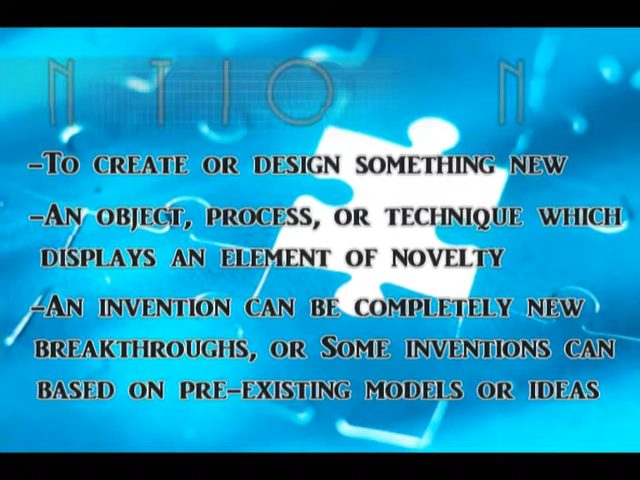 N TIO N
–To create or design something new
–An object, process, or technique which
displays an element of novelty
–An invention can be completely new
breakthroughs, or Some inventions can
based on pre–existing models or ideas